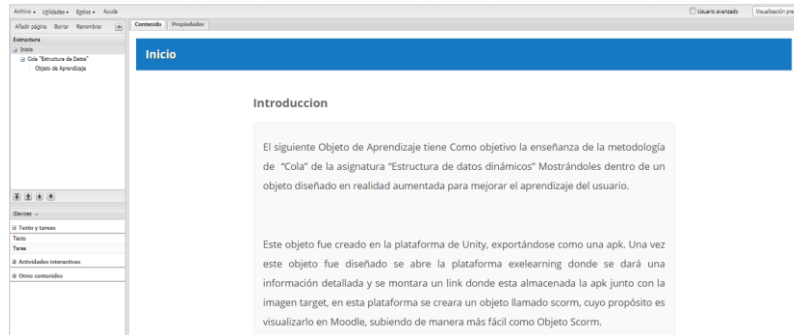 Archivo Utilidades Estilos Ayuda
Usuario avanzado Visualización pre
Añadir página Borrar Renombrar
Contenido Propiedades
Estructura
Inicio
Cola "Estructura de Datos"
Objeto de Aprendizaje
Inicio
Introduccion
El siguiente Objeto de Aprendizaje tiene Como objetivo la enseñanza de la metodología
de “Cola” de la asignatura “Estructura de datos dinámicos” Mostrándoles dentro de un
objeto diseñado en realidad aumentada para mejorar el aprendizaje del usuario.
Este objeto fue creado en la plataforma de Unity, exportándose como una apk. Una vez
este objeto fue diseñado se abre la plataforma exelearning donde se dará una
información detallada y se montara un link donde esta almacenada la apk junto con la
imagen target, en esta plataforma se creara un objeto llamado scorm, cuyo propósito es
visualizarlo en Moodle, subiendo de manera más fácil como Objeto Scorm.
iDevices
Texto y tareas
Texto
Tarea
Actividades interactivas
Otros contenidos